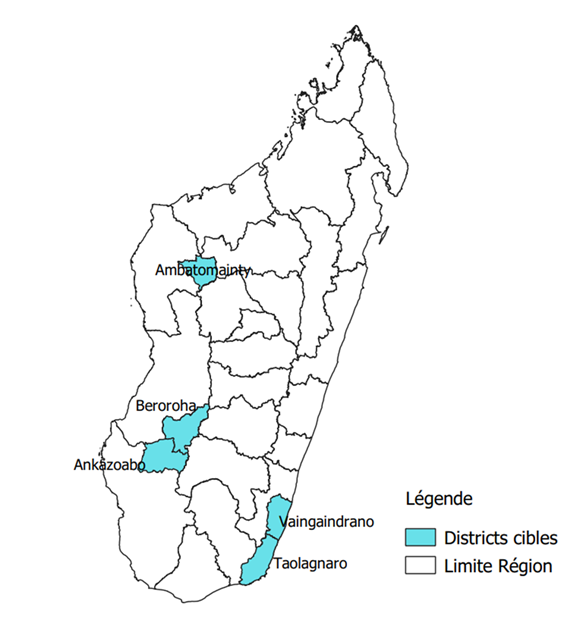 Ambatomainty
Beroroha
Ankazoabo
Légende
Vaingaindrano
Districts cibles
Taolagnaro
Limite Région